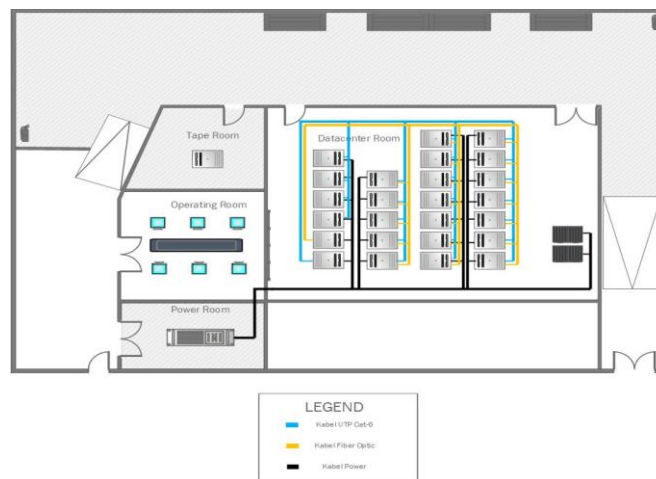 Tape Room
Datacenter Room
Operating Room
Power Room
LEGEND
Kabel UTP Cat-6
Kabel Fiber Optic
Kabel Power